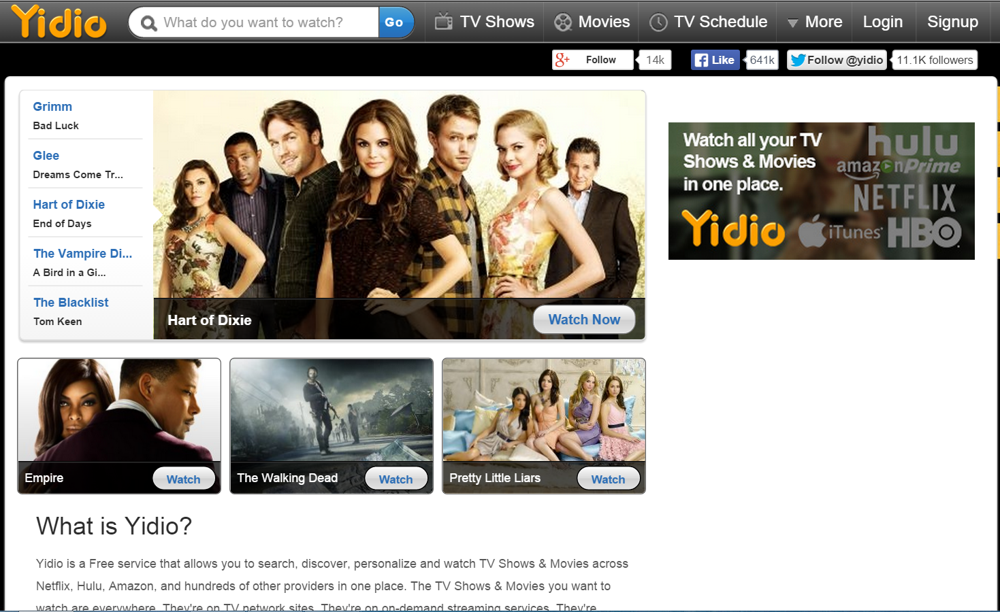 Yidio
What do you want to watch?
Go
TV Shows
Movies
TV Schedule
More
Login
Signup
g+ Follow
14k
Like
641k
Follow @yidio
11.1K followers
Grimm
Bad Luck
Glee
Dreams Come Tr...
Hart of Dixie
End of Days
The Vampire Di...
A Bird in a Gi...
The Blacklist
Tom Keen
Hart of Dixie
Watch Now
Watch all your TV
Shows & Movies
in one place.
Yidio
hulu
amazon Prime
NETFLIX
iTunes
HBO
Empire
Watch
The Walking Dead
Watch
Pretty Little Liars
Watch
What is Yidio?
Yidio is a Free service that allows you to search, discover, personalize and watch TV Shows & Movies across
Netflix, Hulu, Amazon, and hundreds of other providers in one place. The TV Shows & Movies you want to
watch are everywhere. They're on TV network sites. They're on on-demand streaming services. They're